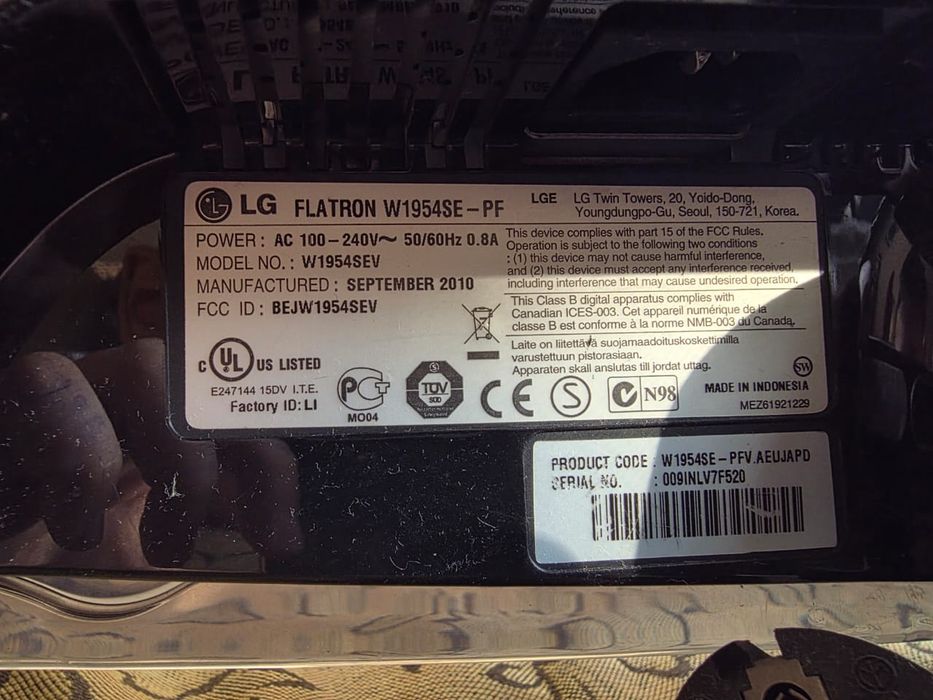 LG FLATRON W1954SE-PF
LGE LG Twin Towers, 20, Yoido-Dong,
Youngdungpo-Gu, Seoul, 150-721, Korea.
POWER : AC 100-240V~ 50/60Hz 0.8A
MODEL NO. : W1954SEV
MANUFACTURED : SEPTEMBER 2010
FCC ID : BEJW1954SEV
This device complies with part 15 of the FCC Rules.
Operation is subject to the following two conditions
: (1) this device may not cause harmful interference,
and (2) this device must accept any interference received,
including interference that may cause undesired operation.
This Class B digital apparatus complies with
Canadian ICES-003. Cet appareil numérique de la
classe B est conforme à la norme NMB-003 du Canada.
Laite on liitettävä suojamaadoituskoskettimilla
varustettuun pistorasiaan.
Apparaten skall anslutas till jordat uttag.
C UL US LISTED
E247144 15DV I.T.E.
Factory ID: LI
PCT
MO04
TÜV
SÜD
CE
S
N98
SW
MADE IN INDONESIA
MEZ61921229
PRODUCT CODE : W1954SE-PFV.AEUJAPD
SERIAL NO. : 009INLV7F520